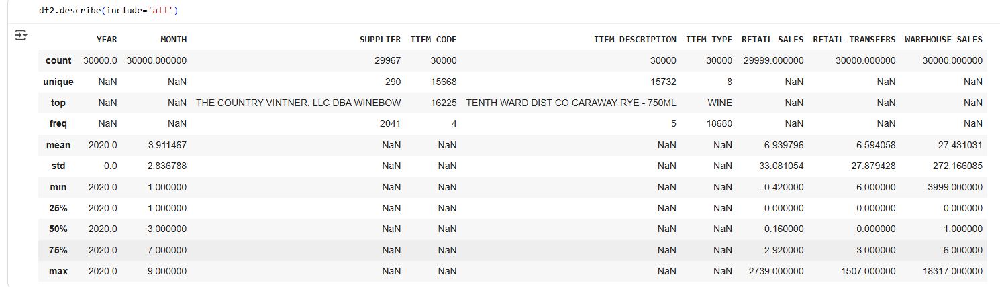 df2.describe(include='all')
YEAR MONTH SUPPLIER ITEM CODE ITEM DESCRIPTION ITEM TYPE RETAIL SALES RETAIL TRANSFERS WAREHOUSE SALES
count 30000.0 30000.000000 29967 30000 30000 30000 29999.000000 30000.000000 30000.000000
unique NaN NaN 290 15668 15732 8 NaN NaN NaN
top NaN NaN THE COUNTRY VINTNER, LLC DBA WINEBOW 16225 TENTH WARD DIST CO CARAWAY RYE - 750ML WINE NaN NaN NaN
freq NaN NaN 2041 4 5 18680 NaN NaN NaN
mean 2020.0 3.911467 NaN NaN NaN NaN 6.939796 6.594058 27.431031
std 0.0 2.836788 NaN NaN NaN NaN 33.081054 27.879428 272.166085
min 2020.0 1.000000 NaN NaN NaN NaN -0.420000 -6.000000 -3999.000000
25% 2020.0 1.000000 NaN NaN NaN NaN 0.000000 0.000000 0.000000
50% 2020.0 3.000000 NaN NaN NaN NaN 0.160000 0.000000 1.000000
75% 2020.0 7.000000 NaN NaN NaN NaN 2.920000 3.000000 6.000000
max 2020.0 9.000000 NaN NaN NaN NaN 2739.000000 1507.000000 18317.000000